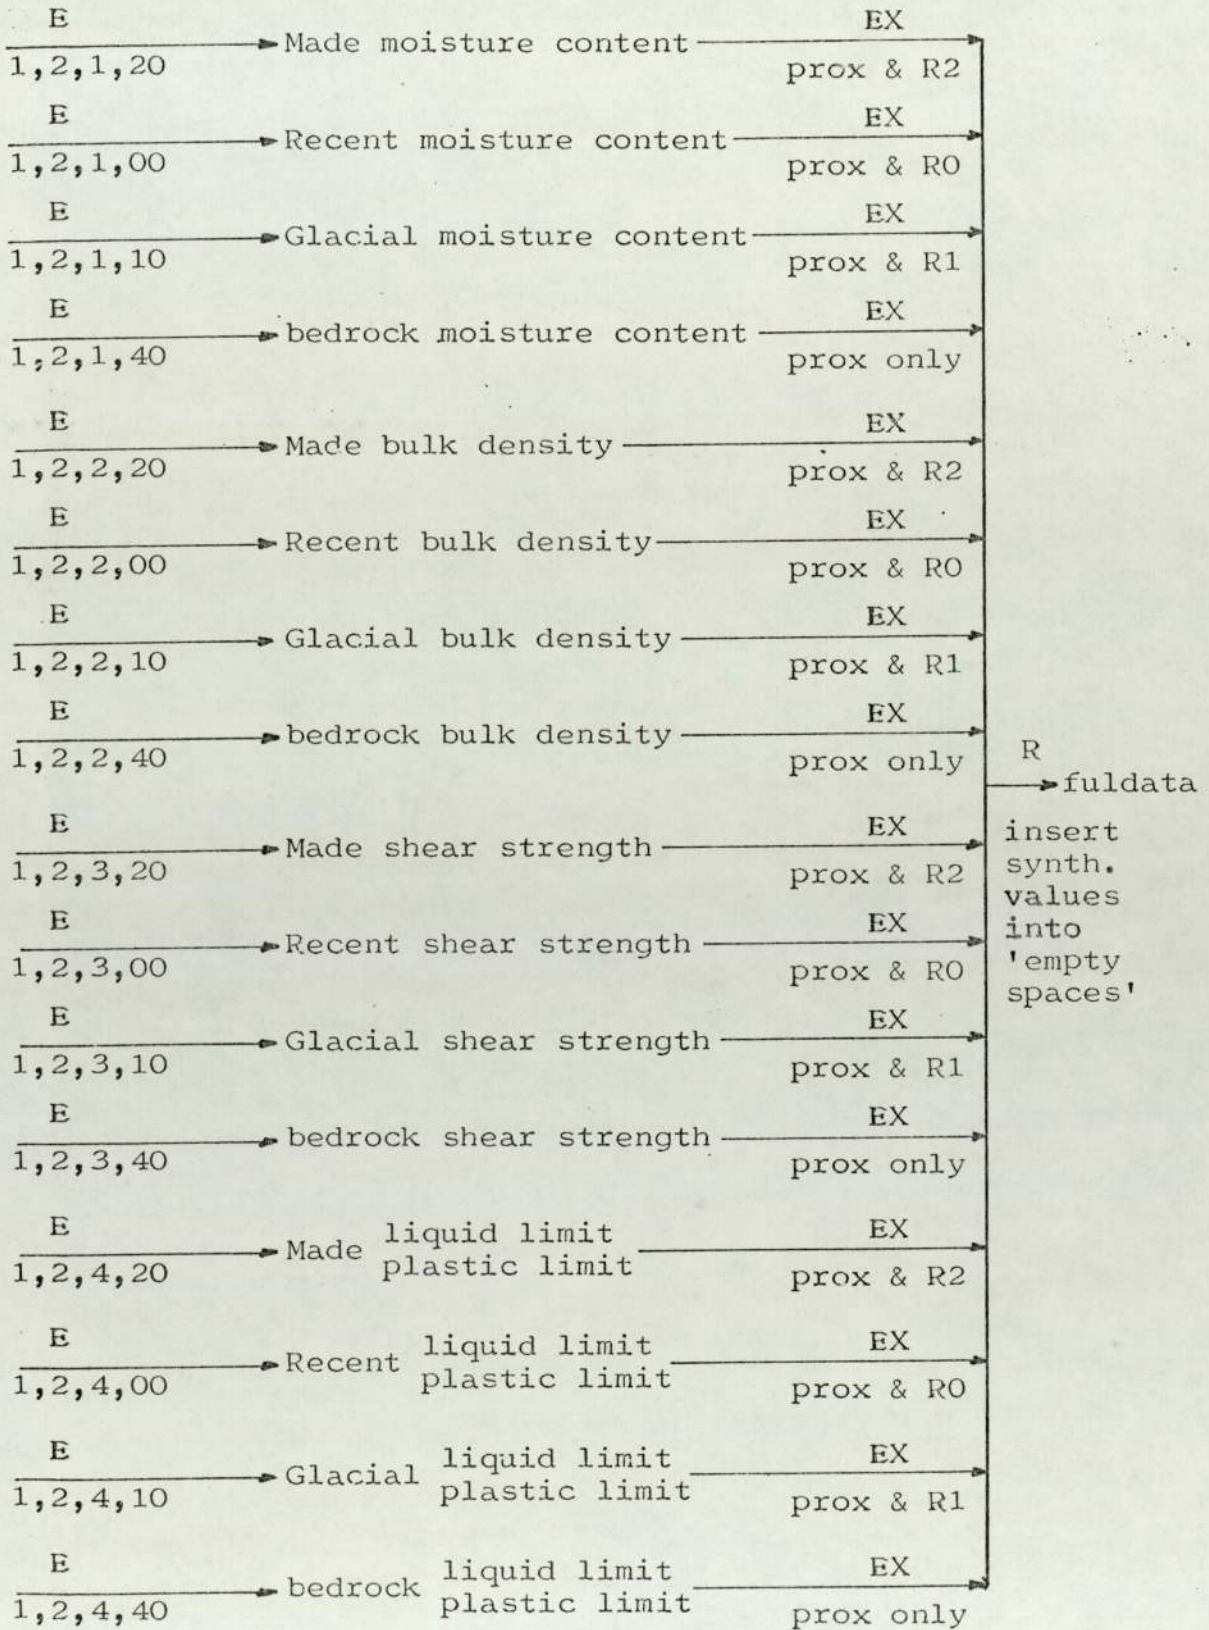 E
1,2,1,20
Made moisture content
EX
prox & R2
E
1,2,1,00
Recent moisture content
EX
prox & R0
E
1,2,1,10
Glacial moisture content
EX
prox & R1
E
1,2,1,40
bedrock moisture content
EX
prox only
E
1,2,2,20
Made bulk density
EX
prox & R2
E
1,2,2,00
Recent bulk density
EX
prox & R0
E
1,2,2,10
Glacial bulk density
EX
prox & R1
E
1,2,2,40
bedrock bulk density
EX
prox only
E
1,2,3,20
Made shear strength
EX
prox & R2
E
1,2,3,00
Recent shear strength
EX
prox & R0
E
1,2,3,10
Glacial shear strength
EX
prox & R1
E
1,2,3,40
bedrock shear strength
EX
prox only
E
1,2,4,20
Made
liquid limit
plastic limit
EX
prox & R2
E
1,2,4,00
Recent
liquid limit
plastic limit
EX
prox & R0
E
1,2,4,10
Glacial
liquid limit
plastic limit
EX
prox & R1
E
1,2,4,40
bedrock
liquid limit
plastic limit
EX
prox only
R
fuldata
insert
synth.
values
into
'empty
spaces'